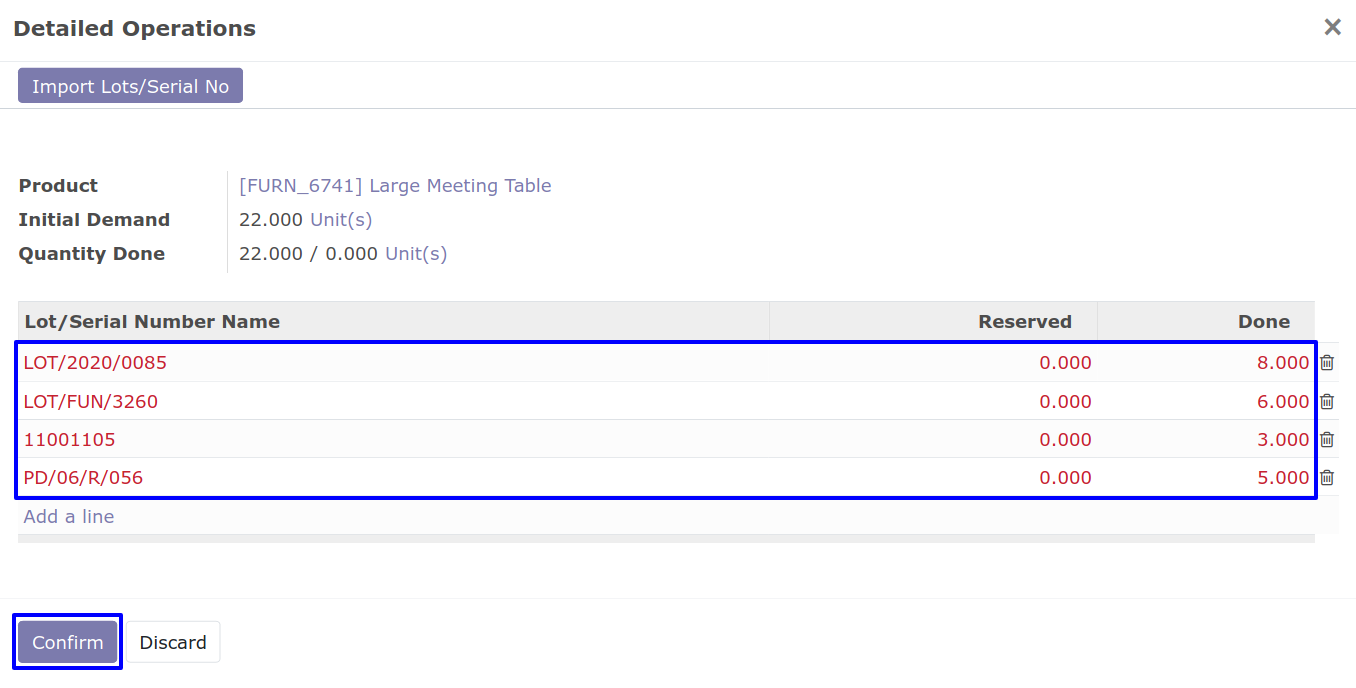 Detailed Operations
Import Lots/Serial No
Product [FURN_6741] Large Meeting Table
Initial Demand 22.000 Unit(s)
Quantity Done 22.000 / 0.000 Unit(s)
Lot/Serial Number Name Reserved Done
LOT/2020/0085 0.000 8.000
LOT/FUN/3260 0.000 6.000
11001105 0.000 3.000
PD/06/R/056 0.000 5.000
Add a line
Confirm Discard